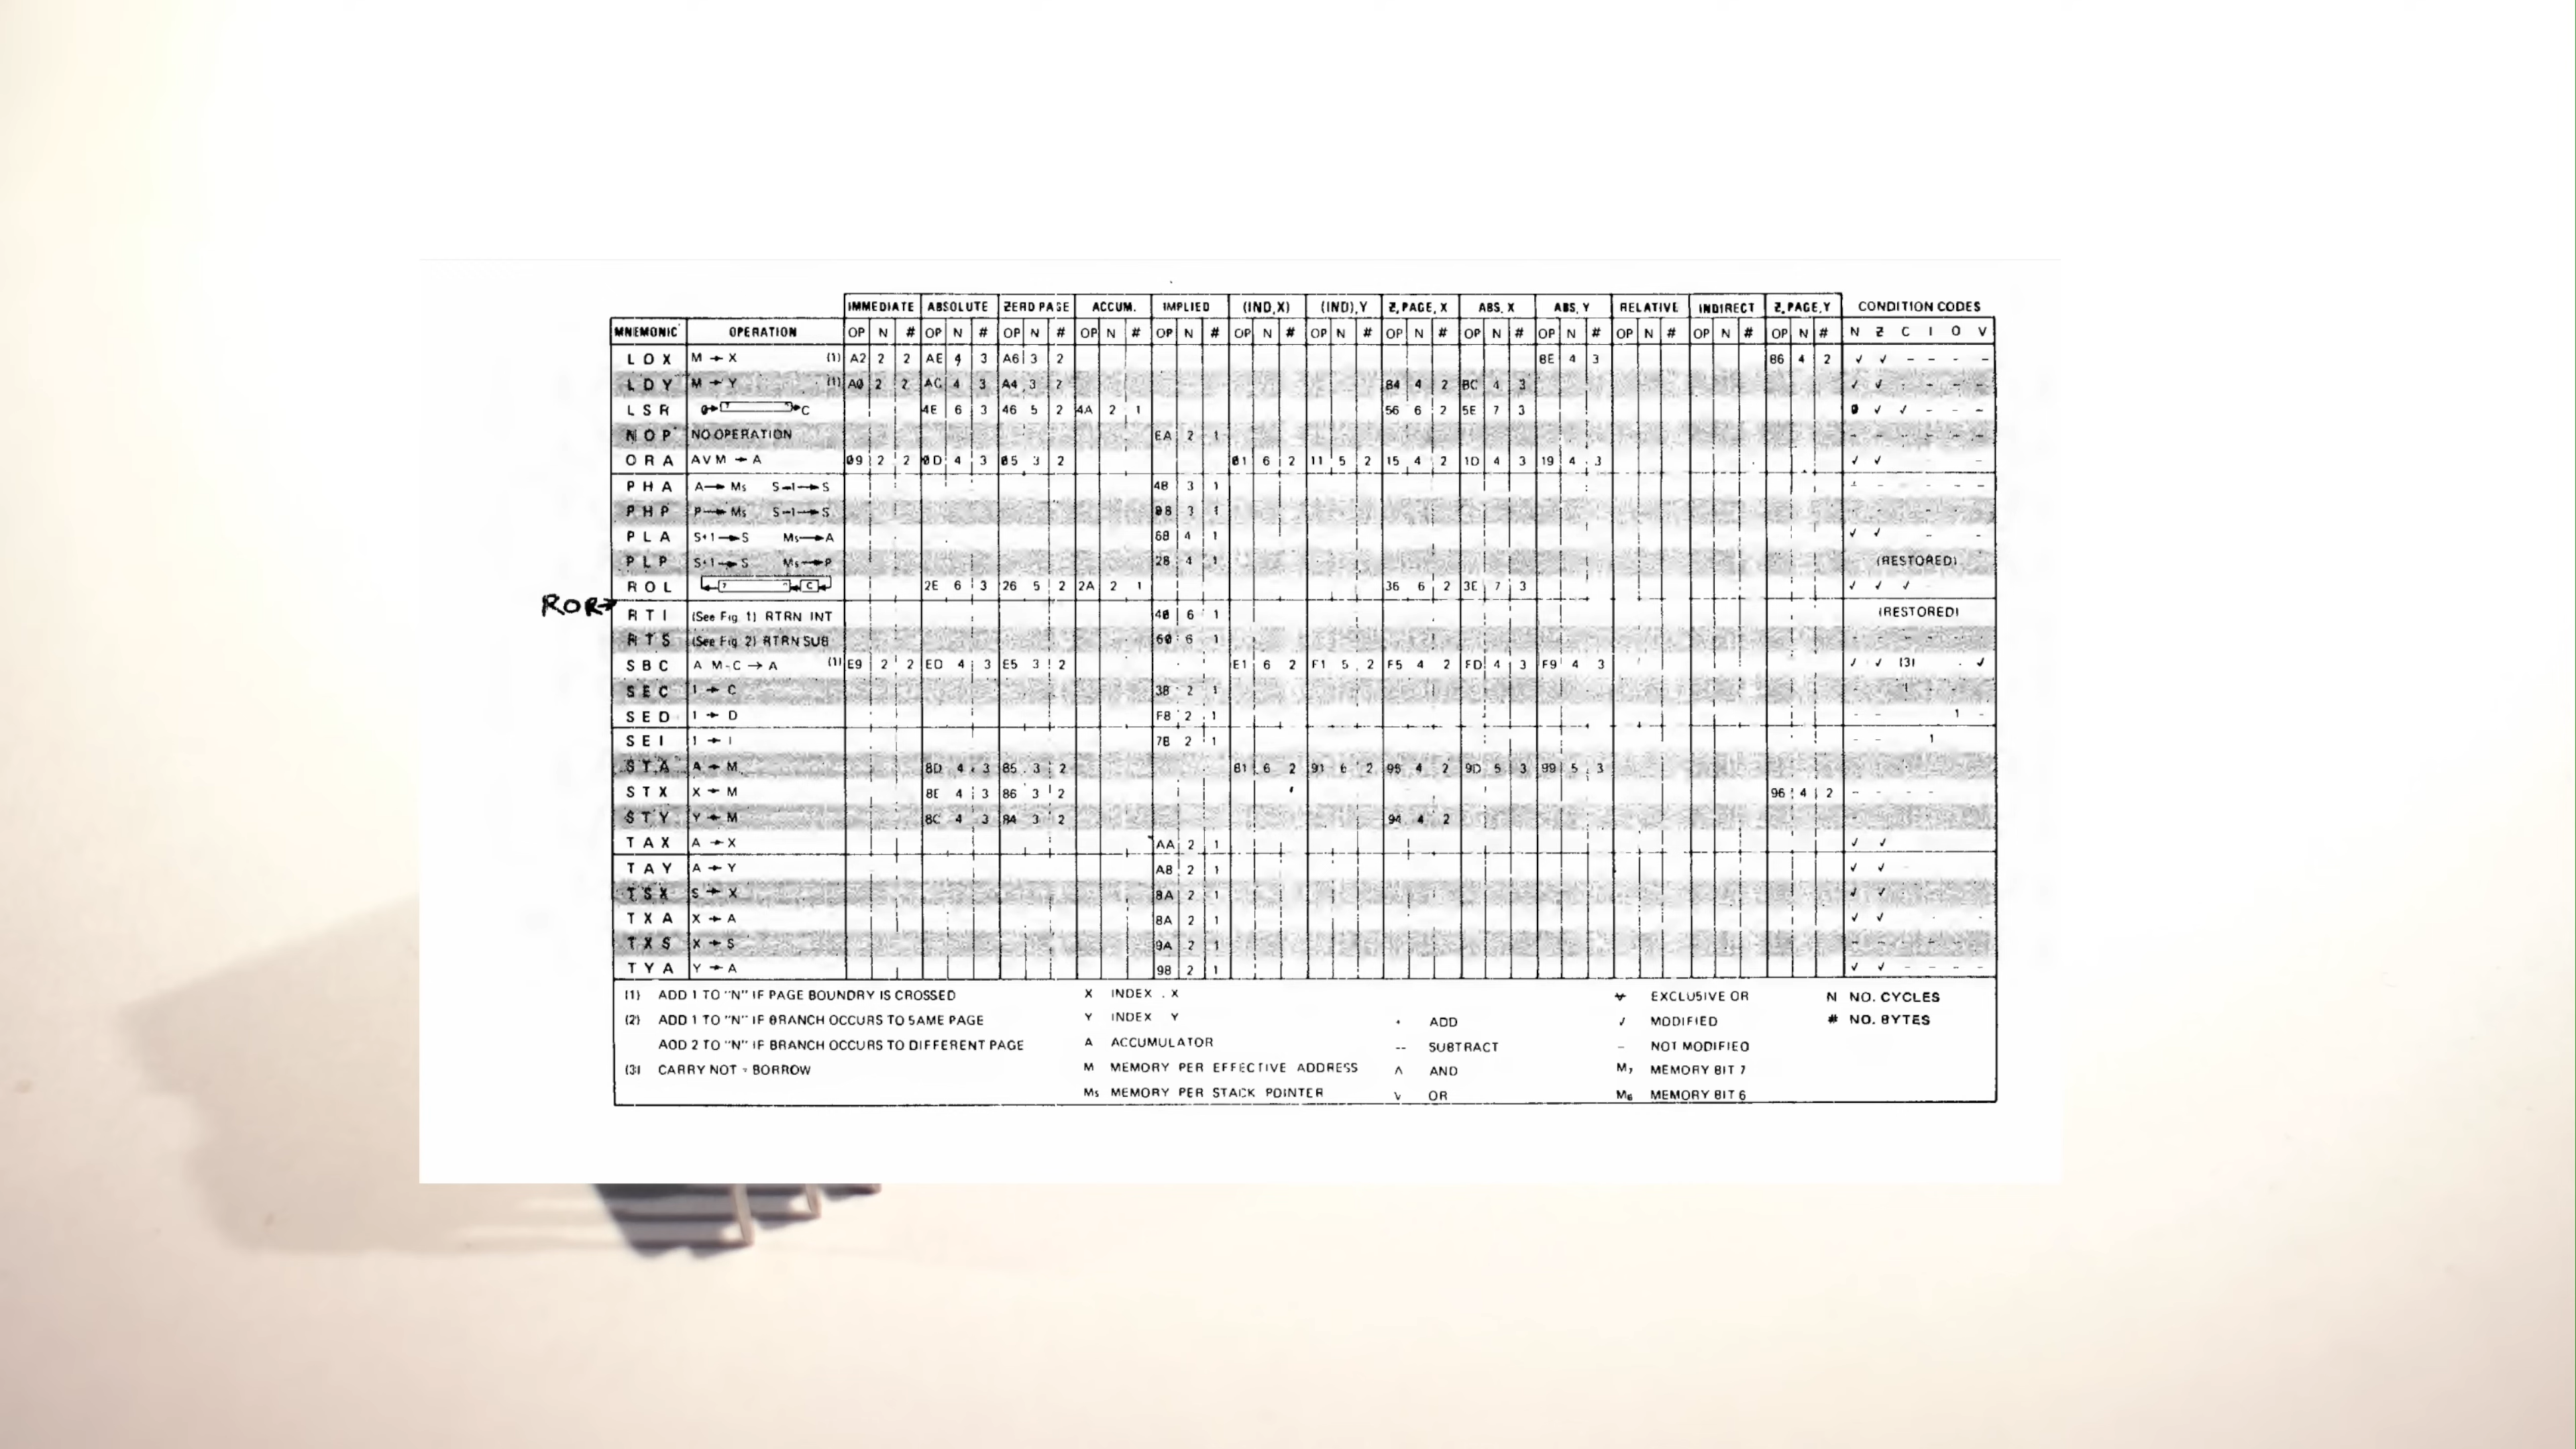 IMMEDIATE ABSOLUTE ZERO PAGE ACCUM. IMPLIED (IND,X) (IND),Y Z,PAGE,X ABS,X ABS,Y RELATIVE INDIRECT Z,PAGE,Y CONDITION CODES
MNEMONIC OPERATION OP N # OP N # OP N # OP N # OP N # OP N # OP N # OP N # OP N # OP N # OP N # OP N # OP N # N Z C I O V
LOX M → X (1) A2 2 2 AE 4 3 A6 3 2 8E 4 3 86 4 2 ✓ ✓ – – – –
LDY M → Y (1) A0 2 2 AC 4 3 A4 3 2 84 4 2 BC 4 3 ✓ ✓ - - - -
LSR 0→ 7 →C 4E 6 3 46 5 2 4A 2 1 56 6 2 5E 7 3 0 ✓ ✓ – – –
NOP NO OPERATION EA 2 1 - - - - - -
ORA AVM → A 09 2 2 0D 4 3 05 3 2 01 6 2 11 5 2 15 4 2 1D 4 3 19 4 3 ✓ ✓ - -
PHA A→Ms S-1→S 48 3 1
PHP P→Ms S-1→S 08 3 1
PLA S+1→S Ms→A 68 4 1 ✓ ✓ - -
PLP S+1→S Ms→P 28 4 1 (RESTORED)
ROL 7 C 2E 6 3 26 5 2 2A 2 1 36 6 2 3E 7 3 ✓ ✓ ✓ -
ROR→
RTI (See Fig. 1) RTRN INT 40 6 1 (RESTORED)
RTS (See Fig. 2) RTRN SUB 60 6 1
SBC A M-C → A (1) E9 2 2 ED 4 3 E5 3 2 E1 6 2 F1 5 2 F5 4 2 FD 4 3 F9 4 3 ✓ ✓ (3) ✓
SEC 1 → C 38 2 1 1
SED 1 → D F8 2 1 - - 1 -
SEI 1 → I 78 2 1 - - 1
STA A → M 8D 4 3 85 3 2 81 6 2 91 6 2 95 4 2 9D 5 3 99 5 3
STX X → M 8E 4 3 86 3 2 96 4 2 - - - -
STY Y → M 8C 4 3 84 3 2 94 4 2
TAX A → X AA 2 1 ✓ ✓
TAY A → Y A8 2 1 ✓ ✓
TSX S → X BA 2 1 ✓ ✓
TXA X → A 8A 2 1 ✓ ✓
TXS X → S 9A 2 1
TYA Y → A 98 2 1 ✓ ✓ - - - -
(1) ADD 1 TO "N" IF PAGE BOUNDRY IS CROSSED
(2) ADD 1 TO "N" IF BRANCH OCCURS TO SAME PAGE
ADD 2 TO "N" IF BRANCH OCCURS TO DIFFERENT PAGE
(3) CARRY NOT = BORROW
X INDEX X
Y INDEX Y
A ACCUMULATOR
M MEMORY PER EFFECTIVE ADDRESS
Ms MEMORY PER STACK POINTER
+ ADD
-- SUBTRACT
∧ AND
V OR
⊻ EXCLUSIVE OR
✓ MODIFIED
– NOT MODIFIED
M7 MEMORY BIT 7
M6 MEMORY BIT 6
N NO. CYCLES
# NO. BYTES